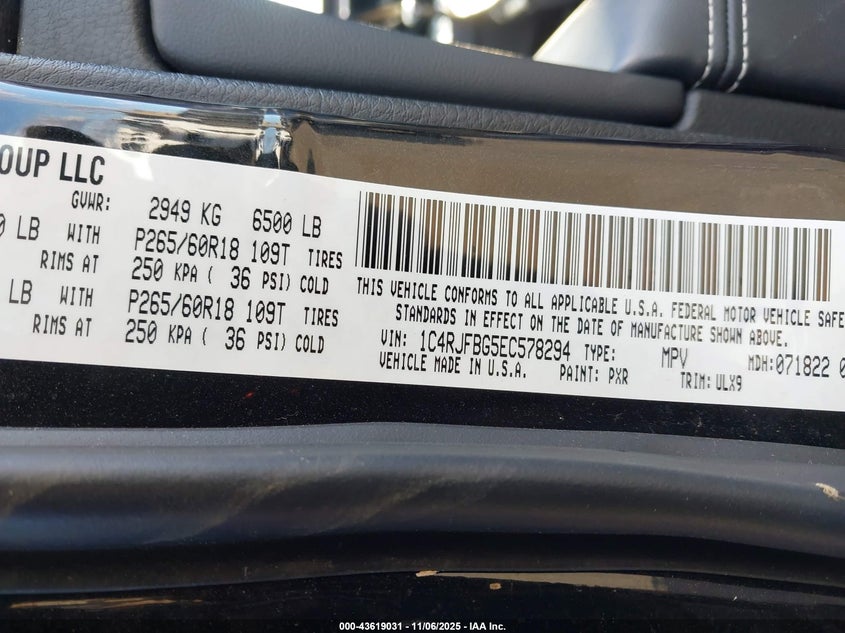 OUP LLC
GVWR: 2949 KG 6500 LB
LB WITH P265/60R18 109T TIRES
RIMS AT 250 KPA ( 36 PSI) COLD
LB WITH P265/60R18 109T TIRES
RIMS AT 250 KPA ( 36 PSI) COLD
THIS VEHICLE CONFORMS TO ALL APPLICABLE U.S.A. FEDERAL MOTOR VEHICLE SAFE
STANDARDS IN EFFECT ON THE DATE OF MANUFACTURE SHOWN ABOVE.
VIN: 1C4RJFBG5EC578294 TYPE: MPV MDH: 071822 0
VEHICLE MADE IN U.S.A. PAINT: PXR TRIM: ULX9
000-43619031 - 11/06/2025 - IAA Inc.